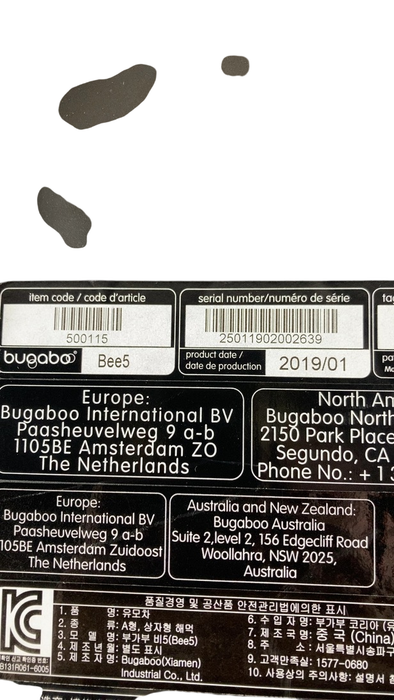 item code / code d'article
500115
bugaboo Bee5
serial number/numéro de série
25011902002639
product date /
date de production
2019/01
Europe:
Bugaboo International BV
Paasheuvelweg 9 a-b
1105BE Amsterdam ZO
The Netherlands
North Am
Bugaboo North
2150 Park Place
Segundo, CA
Phone No.: + 1 3
Europe:
Bugaboo International BV
Paasheuvelweg 9 a-b
105BE Amsterdam Zuidoost
The Netherlands
Australia and New Zealand:
Bugaboo Australia
Suite 2,level 2, 156 Edgecliff Road
Woollahra, NSW 2025,
Australia
품질경영 및 공산품 안전관리법에의한 표시
1. 품 명: 유모차
2. 종 류: A형, 상자형 해먹
3. 모 델 명: 부가부 비5(Bee5)
4. 제조년월: 별도 표시
5. 제 조 자 명: Bugaboo(Xiamen)
Industrial Co., Ltd.
6. 수 입 자 명: 부가부 코리아 (유
7. 제 조 국 명: 중 국 (China)
8. 주 소: 서울특별시송파구
9. 고객만족실: 1577-0680
10. 사용상의 주의사항: 설명서 참
KC
B131R061-6005